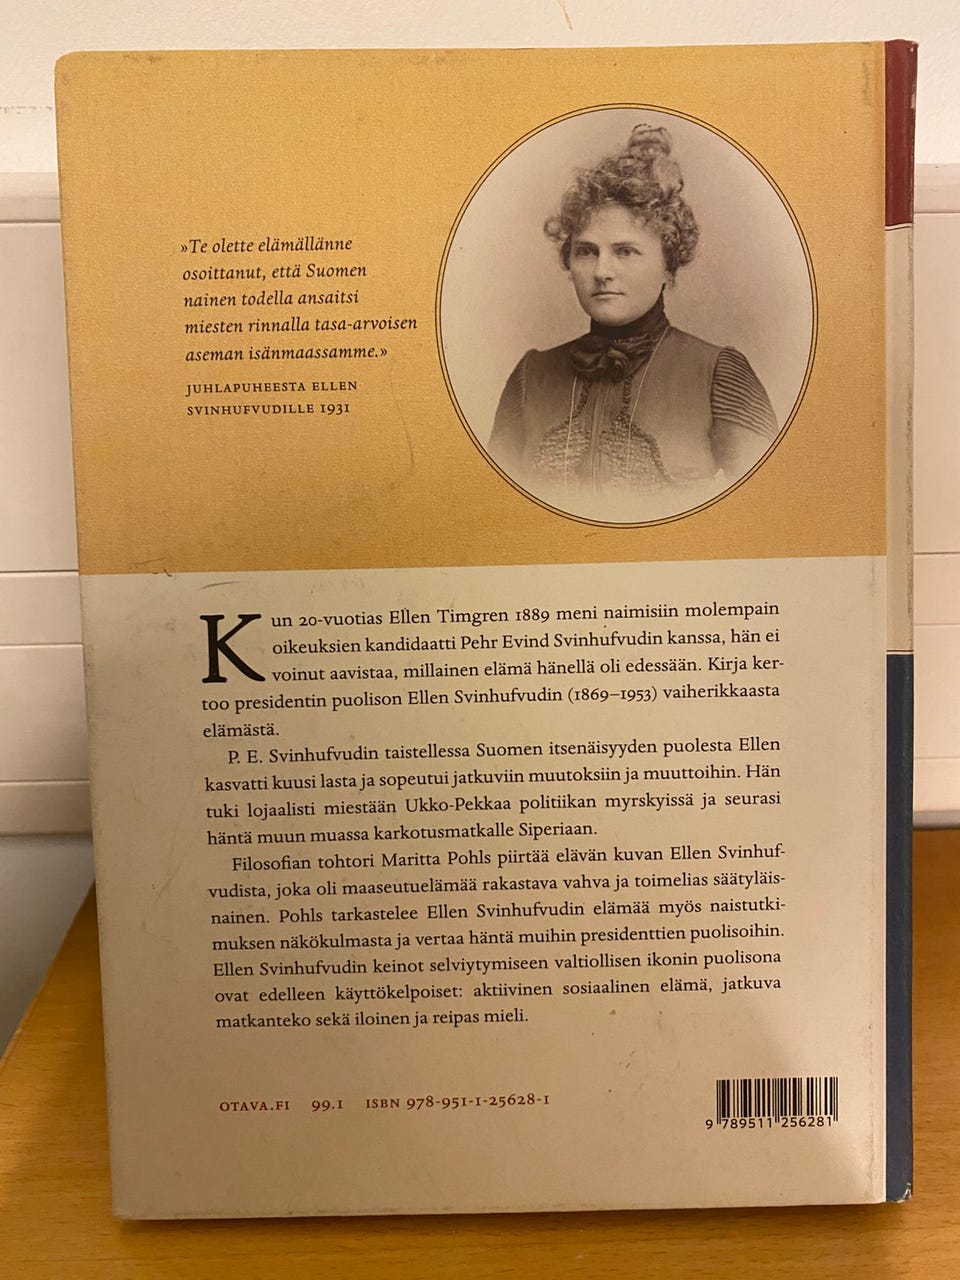 »Te olette elämällänne
osoittanut, että Suomen
nainen todella ansaitsi
miesten rinnalla tasa-arvoisen
aseman isänmaassamme.»
JUHLAPUHEESTA ELLEN
SVINHUFVUDILLE 1931
Kun 20-vuotias Ellen Timgren 1889 meni naimisiin molempain
oikeuksien kandidaatti Pehr Evind Svinhufvudin kanssa, hän ei
voinut aavistaa, millainen elämä hänellä oli edessään. Kirja ker-
too presidentin puolison Ellen Svinhufvudin (1869–1953) vaiherikkaasta
elämästä.
P. E. Svinhufvudin taistellessa Suomen itsenäisyyden puolesta Ellen
kasvatti kuusi lasta ja sopeutui jatkuviin muutoksiin ja muuttoihin. Hän
tuki lojaalisti miestään Ukko-Pekkaa politiikan myrskyissä ja seurasi
häntä muun muassa karkotusmatkalle Siperiaan.
Filosofian tohtori Maritta Pohls piirtää elävän kuvan Ellen Svinhuf-
vudista, joka oli maaseutuelämää rakastava vahva ja toimelias säätyläis-
nainen. Pohls tarkastelee Ellen Svinhufvudin elämää myös naistutki-
muksen näkökulmasta ja vertaa häntä muihin presidenttien puolisoihin.
Ellen Svinhufvudin keinot selviytymiseen valtiollisen ikonin puolisona
ovat edelleen käyttökelpoiset: aktiivinen sosiaalinen elämä, jatkuva
matkanteko sekä iloinen ja reipas mieli.
OTAVA.FI 99.1 ISBN 978-951-1-25628-1
9 789511 256281